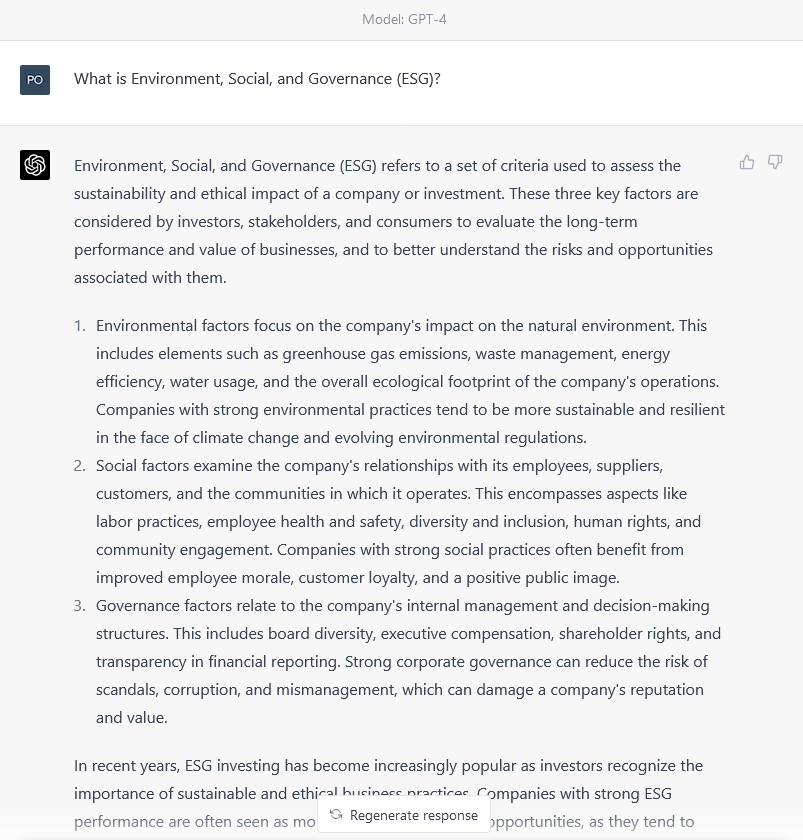 Model: GPT-4
PO
What is Environment, Social, and Governance (ESG)?
Environment, Social, and Governance (ESG) refers to a set of criteria used to assess the
sustainability and ethical impact of a company or investment. These three key factors are
considered by investors, stakeholders, and consumers to evaluate the long-term
performance and value of businesses, and to better understand the risks and opportunities
associated with them.
1. Environmental factors focus on the company's impact on the natural environment. This
includes elements such as greenhouse gas emissions, waste management, energy
efficiency, water usage, and the overall ecological footprint of the company's operations.
Companies with strong environmental practices tend to be more sustainable and resilient
in the face of climate change and evolving environmental regulations.
2. Social factors examine the company's relationships with its employees, suppliers,
customers, and the communities in which it operates. This encompasses aspects like
labor practices, employee health and safety, diversity and inclusion, human rights, and
community engagement. Companies with strong social practices often benefit from
improved employee morale, customer loyalty, and a positive public image.
3. Governance factors relate to the company's internal management and decision-making
structures. This includes board diversity, executive compensation, shareholder rights, and
transparency in financial reporting. Strong corporate governance can reduce the risk of
scandals, corruption, and mismanagement, which can damage a company's reputation
and value.
In recent years, ESG investing has become increasingly popular as investors recognize the
importance of sustainable and ethical business practices. Companies with strong ESG
performance are often seen as mo opportunities, as they tend to
Regenerate response